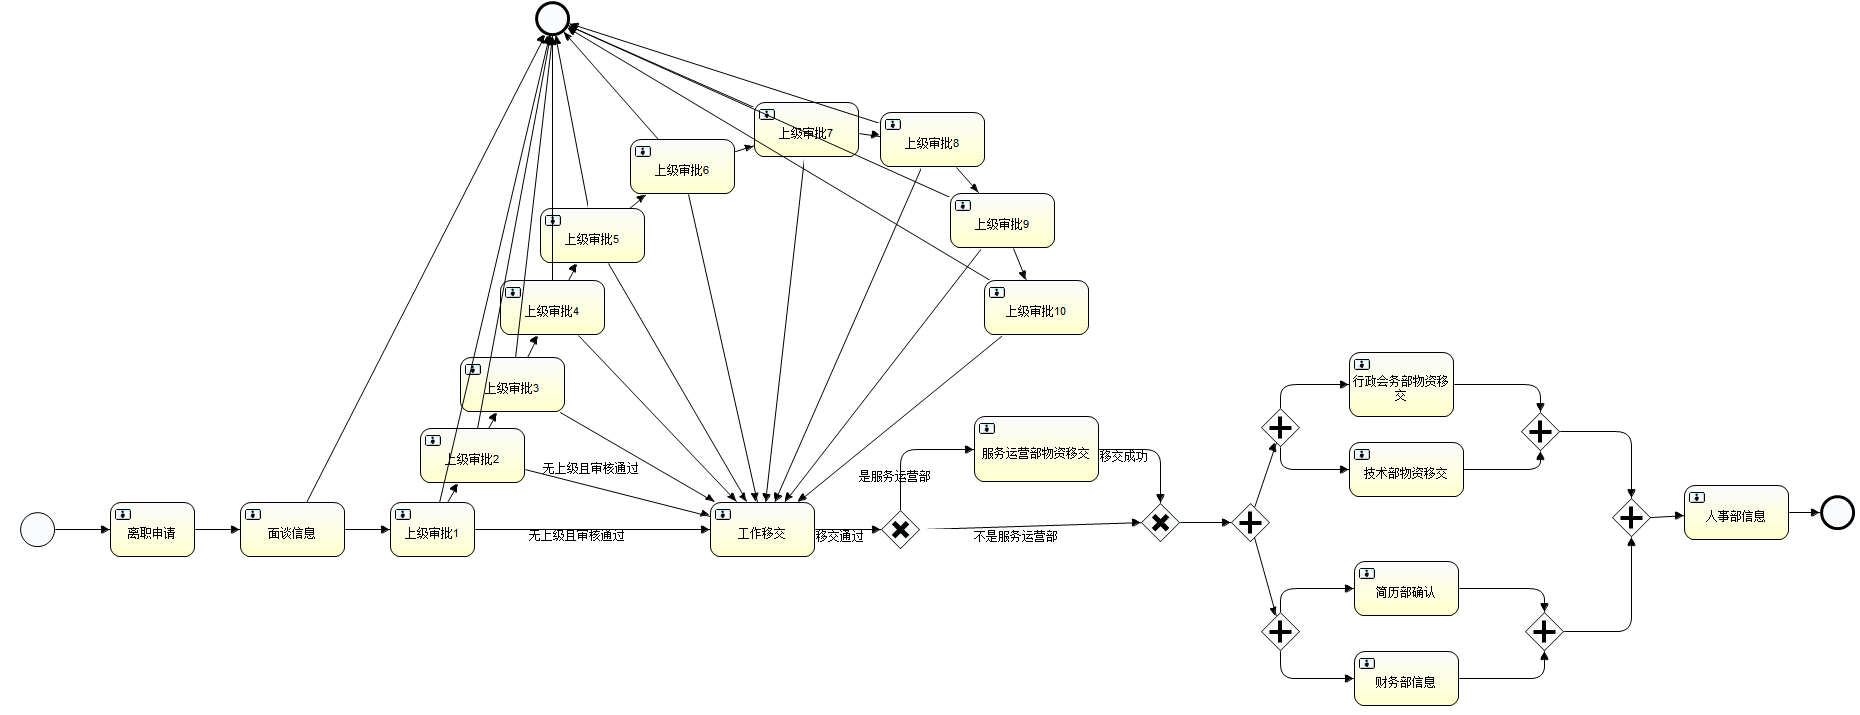 上级审批7
上级审批8
上级审批6
上级审批9
上级审批5
上级审批4
上级审批10
上级审批3
行政会务部物资移
交
上级审批2
无上级且审核通过
服务运营部物资移交
移交成功
技术部物资移交
是服务运营部
离职申请
面谈信息
上级审批1
无上级且审核通过
工作移交
移交通过
不是服务运营部
人事部信息
简历部确认
财务部信息